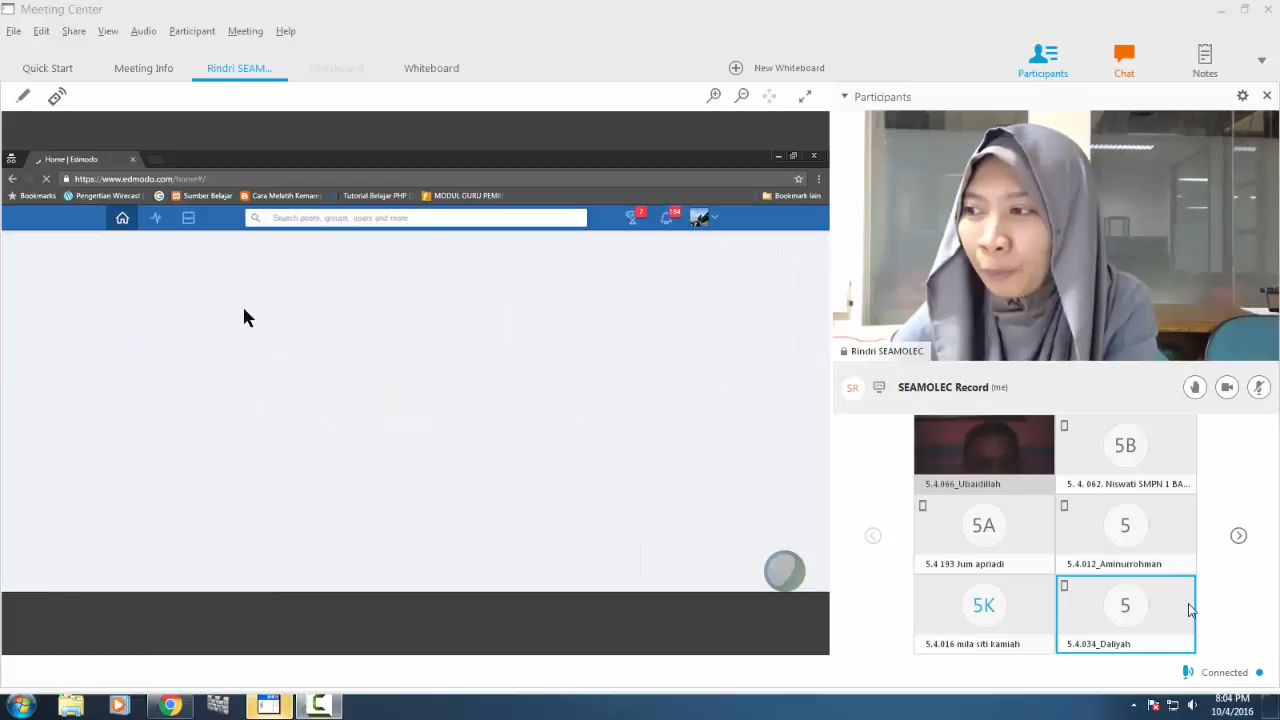 Meeting Center
File Edit Share View Audio Participant Meeting Help
Quick Start Meeting Info Rindri SEAM... Whiteboard Whiteboard New Whiteboard
Participants Chat Notes
Participants
Home | Edmodo
https://www.edmodo.com/home#/
Bookmarks Pengertian Wirecast Sumber Belajar Cara Melatih Kemam Tutorial Belajar PHP D MODUL GURU PEMB Bookmark lain
Search posts, groups, users and more
7
184
Rindri SEAMOLEC
SR SEAMOLEC Record (me)
5B
5.4.066_Ubaidillah 5. 4. 062. Niswati SMPN 1 BA...
5A 5
5.4 193 Jum apriadi 5.4.012_Aminurrohman
5K 5
5.4.016 mila siti kamiah 5.4.034_Daliyah
Connected
8:04 PM
10/4/2016